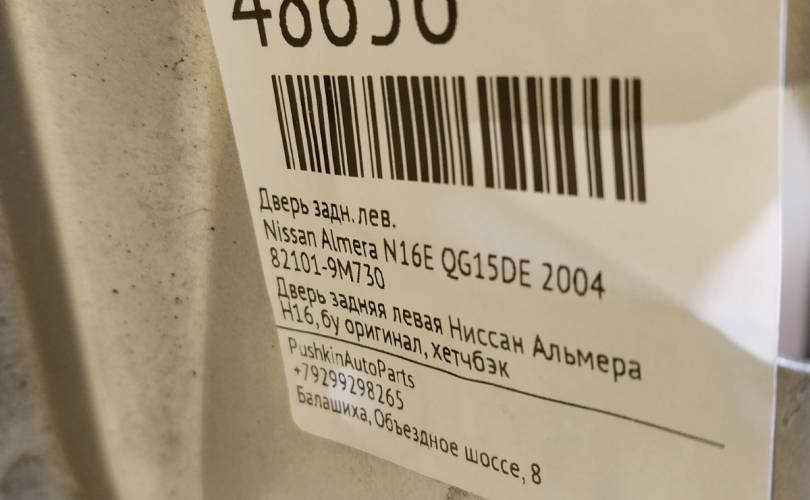 48656
Дверь задн. лев.
Nissan Almera N16E QG15DE 2004
82101-9M730
Дверь задняя левая Ниссан Альмера
Н16, бу оригинал, хетчбэк
PushkinAutoParts
+79299298265
Балашиха, Объездное шоссе, 8